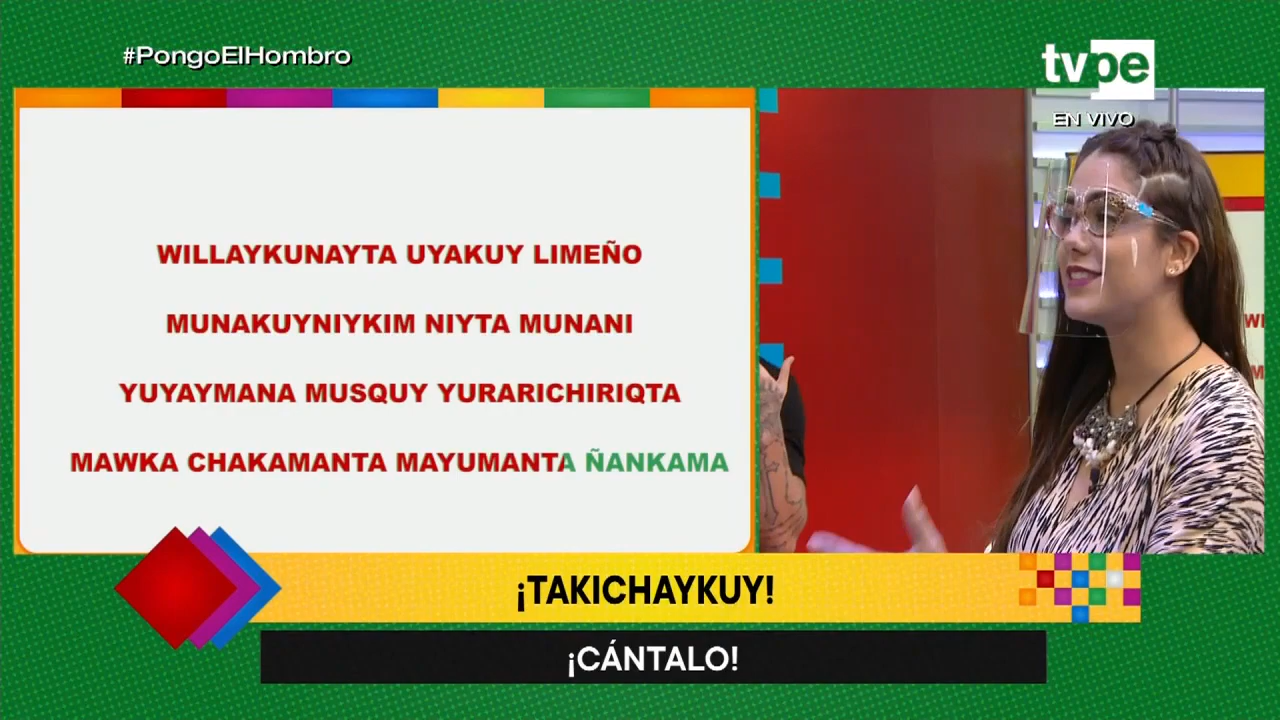 #PongoElHombro
tvpe
EN VIVO
WILLAYKUNAYTA UYAKUY LIMEÑO
MUNAKUYNIYKIM NIYTA MUNANI
YUYAYMANA MUSQUY YURARICHIRIQTA
MAWKA CHAKAMANTA MAYUMANTA ÑANKAMA
¡TAKICHAYKUY!
¡CÁNTALO!